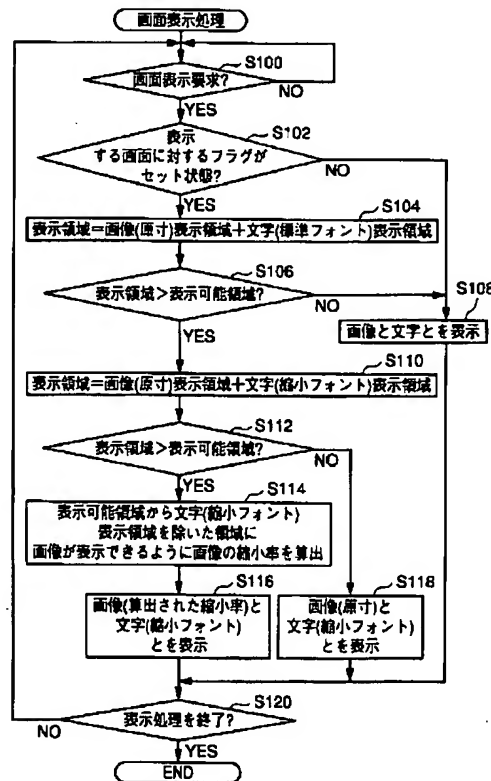 画面表示処理
S100
画面表示要求?
NO
YES
S102
表示
する画面に対するフラグが
セット状態?
NO
YES
S104
表示領域=画像(原寸)表示領域+文字(標準フォント)表示領域
S106
表示領域>表示可能領域?
NO
S108
画像と文字とを表示
YES
S110
表示領域=画像(原寸)表示領域+文字(縮小フォント)表示領域
S112
表示領域>表示可能領域?
NO
YES
S114
表示可能領域から文字(縮小フォント)
表示領域を除いた領域に
画像が表示できるように画像の縮小率を算出
S116
画像(算出された縮小率)と
文字(縮小フォント)
とを表示
S118
画像(原寸)と
文字(縮小フォント)
とを表示
S120
表示処理を終了?
NO
YES
END